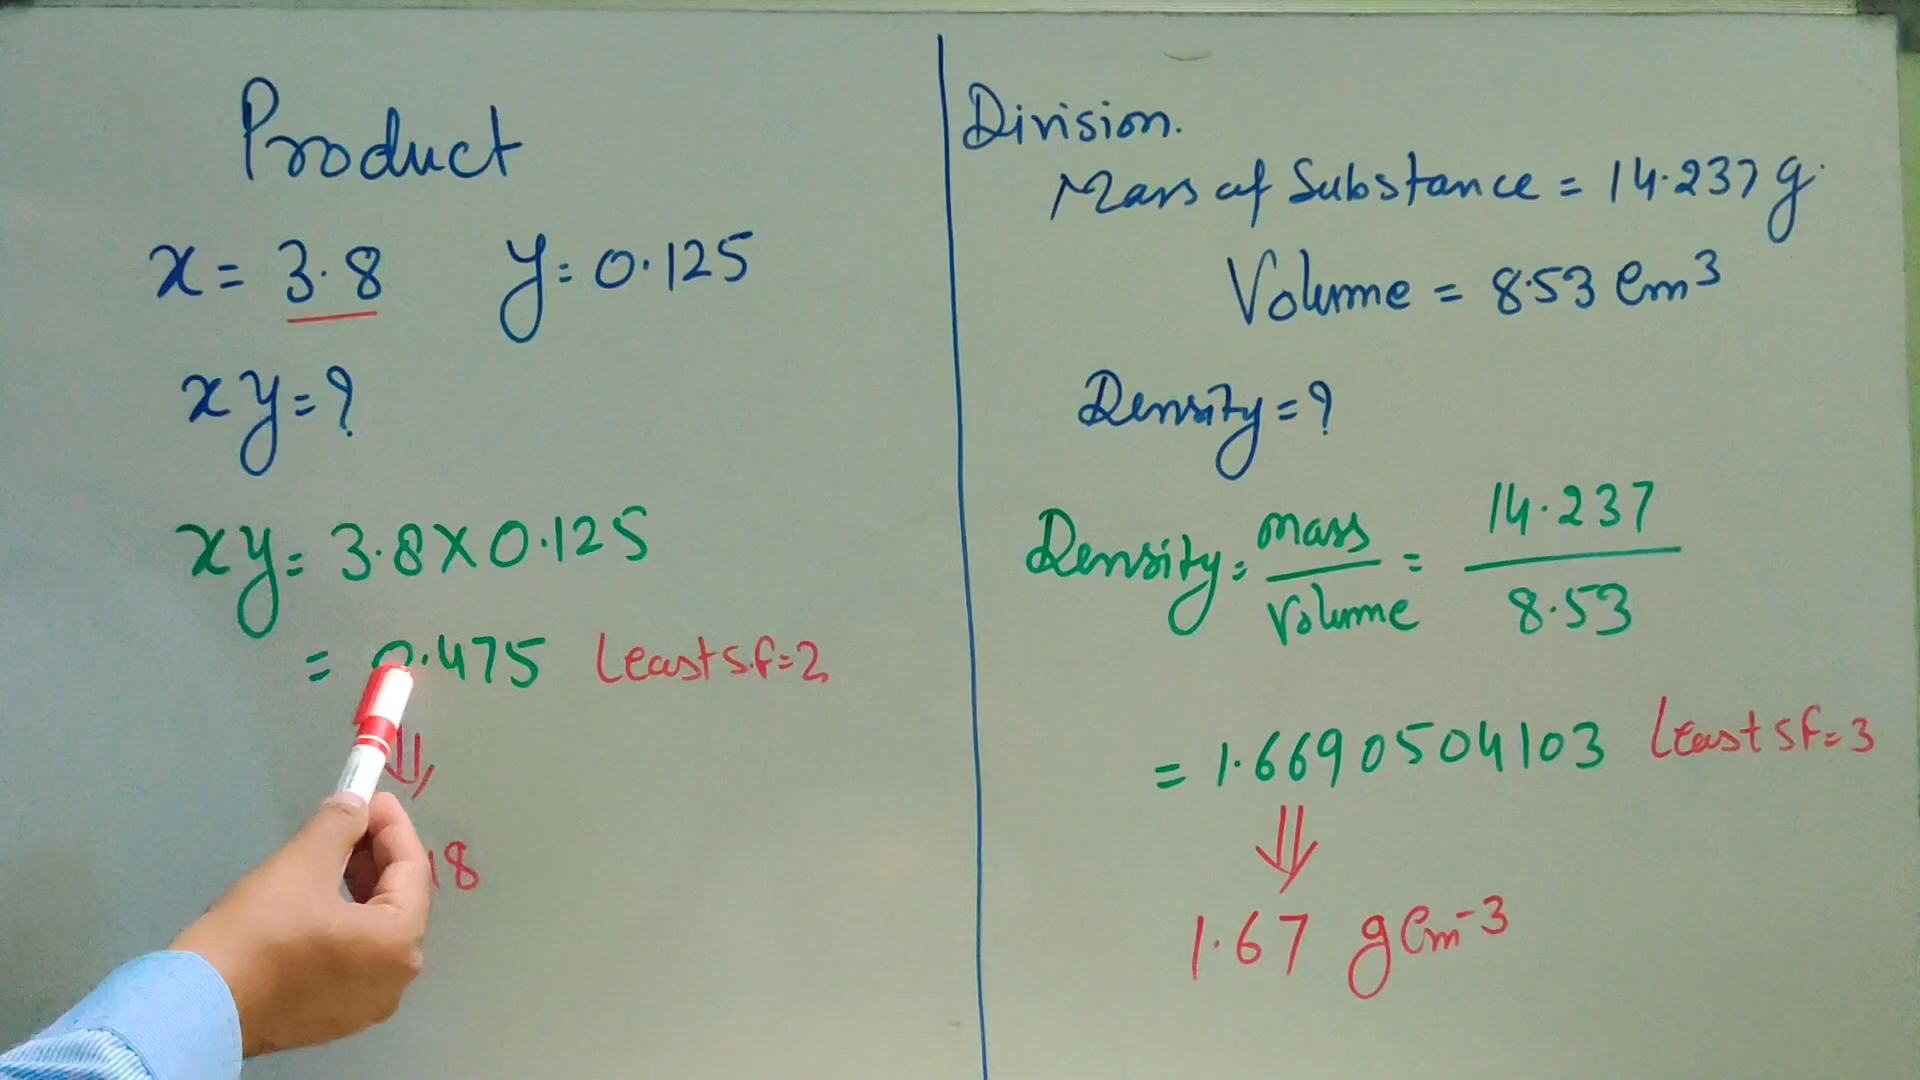 Product
x = 3.8 y = 0.125
xy = ?
xy = 3.8 X 0.125
= 0.475 Least S.f = 2
⇓
18
Division.
Mass of Substance = 14.237 g.
Volume = 8.53 Cm³
Density = ?
Density = mass/Volume = 14.237/8.53
= 1.6690504103 Least S f = 3
⇓
1.67 g Cm⁻³